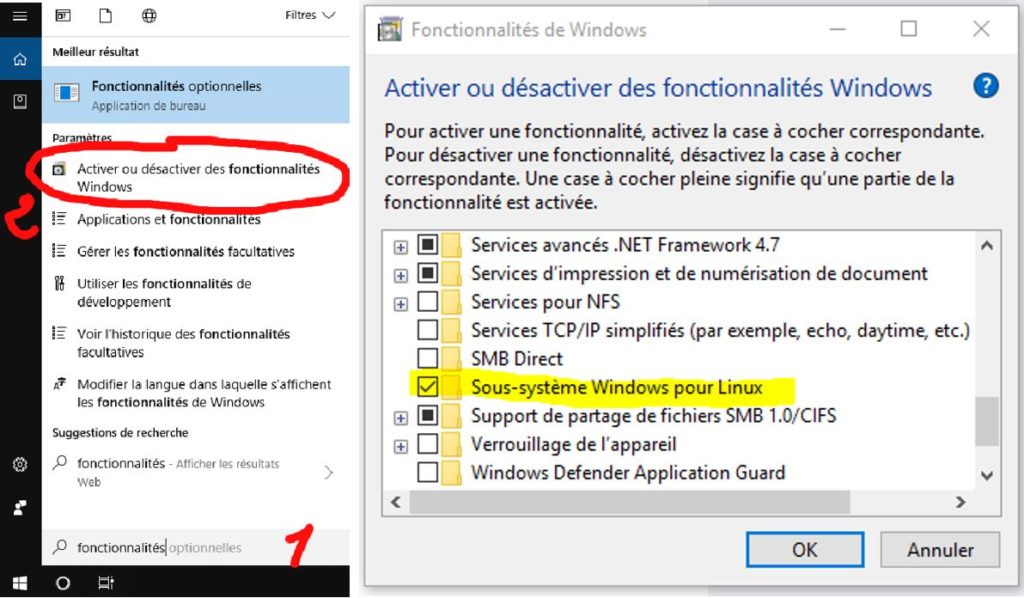 Filtres
Meilleur résultat
Fonctionnalités optionnelles
Application de bureau
Paramètres
Activer ou désactiver des fonctionnalités
Windows
Applications et fonctionnalités
Gérer les fonctionnalités facultatives
Utiliser les fonctionnalités de
développement
Voir l'historique des fonctionnalités
facultatives
Modifier la langue dans laquelle s'affichent
les fonctionnalités de Windows
Suggestions de recherche
fonctionnalités - Afficher les résultats
Web
fonctionnalités optionnelles
2
1
Fonctionnalités de Windows
Activer ou désactiver des fonctionnalités Windows
?
Pour activer une fonctionnalité, activez la case à cocher correspondante.
Pour désactiver une fonctionnalité, désactivez la case à cocher
correspondante. Une case à cocher pleine signifie qu'une partie de la
fonctionnalité est activée.
Services avancés .NET Framework 4.7
Services d'impression et de numérisation de document
Services pour NFS
Services TCP/IP simplifiés (par exemple, echo, daytime, etc.)
SMB Direct
Sous-système Windows pour Linux
Support de partage de fichiers SMB 1.0/CIFS
Verrouillage de l'appareil
Windows Defender Application Guard
OK
Annuler